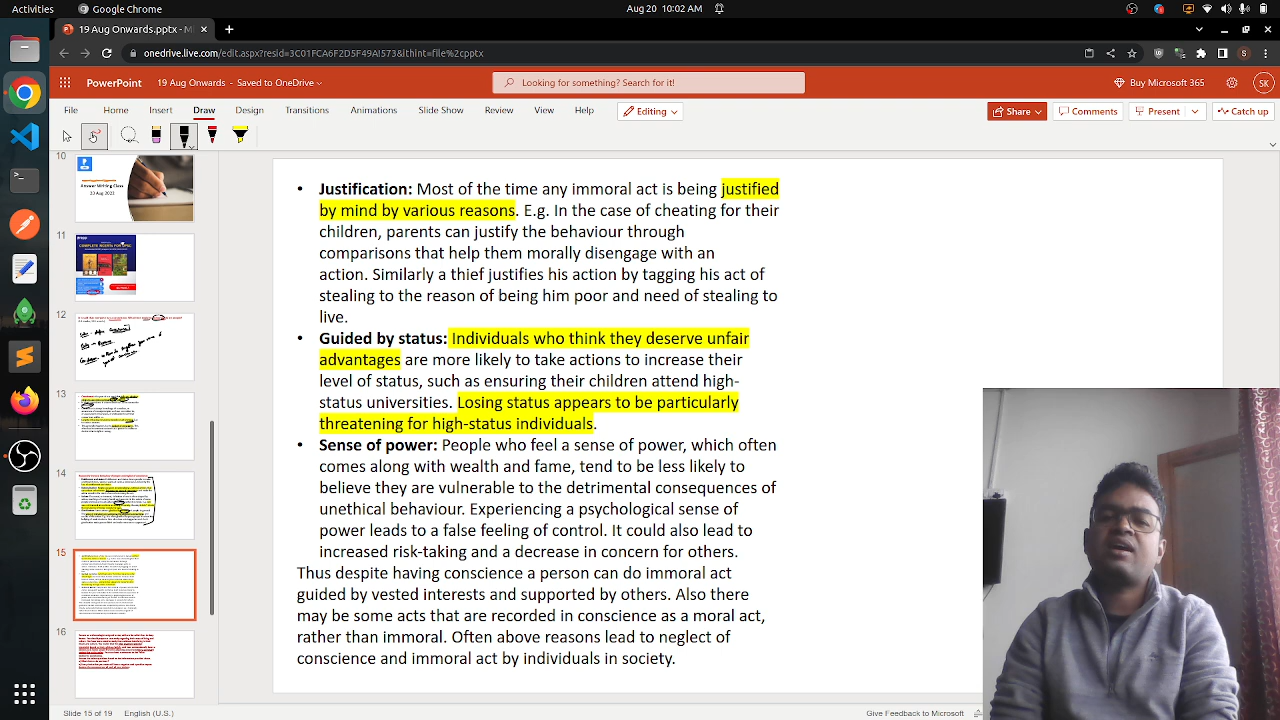 Activities
Google Chrome
Aug 20 10:02 AM
19 Aug Onwards.pptx - Mi
onedrive.live.com/edit.aspx?resid=3C01FCA6F2D5F49A!573&ithint=file%2cpptx
PowerPoint 19 Aug Onwards - Saved to OneDrive
Looking for something? Search for it!
Buy Microsoft 365
SK
File Home Insert Draw Design Transitions Animations Slide Show Review View Help Editing
Share Comments Present Catch up
10
Answer Writing Class
20 Aug 2022
11
12
13
14
15
16
• Justification: Most of the time any immoral act is being justified
by mind by various reasons. E.g. In the case of cheating for their
children, parents can justify the behaviour through
comparisons that help them morally disengage with an
action. Similarly a thief justifies his action by tagging his act of
stealing to the reason of being him poor and need of stealing to
live.
• Guided by status: Individuals who think they deserve unfair
advantages are more likely to take actions to increase their
level of status, such as ensuring their children attend high-
status universities. Losing status appears to be particularly
threatening for high-status individuals.
• Sense of power: People who feel a sense of power, which often
comes along with wealth and fame, tend to be less likely to
believe they are vulnerable to the detrimental consequences of
unethical behaviour. Experiencing a psychological sense of
power leads to a false feeling of control. It could also lead to
increased risk-taking and a decrease in concern for others.
Thus despite having conscience, a person can do immoral act
guided by vested interests and supported by others. Also there
may be some acts that are recorded in conscience as a moral act,
rather than immoral. Often above reasons lead to neglect of
conscience and immoral act by individuals in society.
Slide 15 of 19 English (U.S.)
Give Feedback to Microsoft